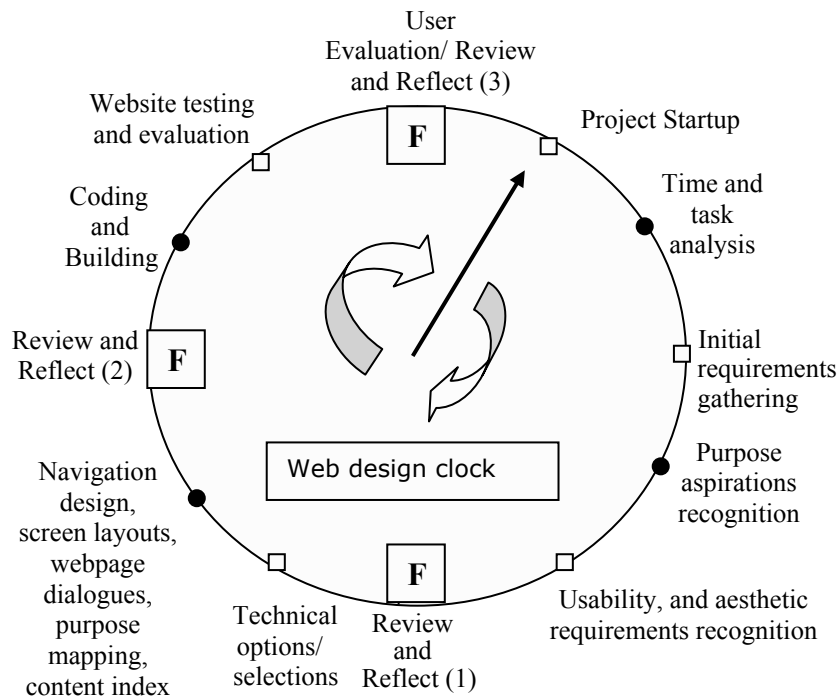 User
Evaluation/ Review
and Reflect (3)
F
Project Startup
Time and
task
analysis
Initial
requirements
gathering
Purpose
aspirations
recognition
Usability, and aesthetic
requirements recognition
F
Review
and
Reflect (1)
Technical
options/
selections
Navigation
design,
screen layouts,
webpage
dialogues,
purpose
mapping,
content index
Review and
Reflect (2)
F
Coding
and
Building
Website testing
and evaluation
Web design clock